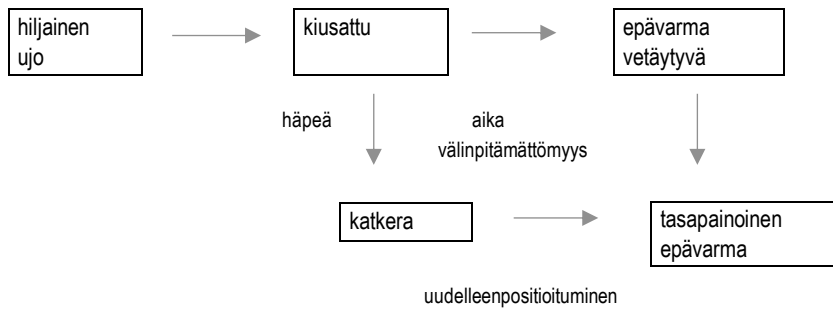 hiljainen
ujo
kiusattu
epävarma
vetäytyvä
häpeä
aika
välinpitämättömyys
katkera
tasapainoinen
epävarma
uudelleenpositioituminen